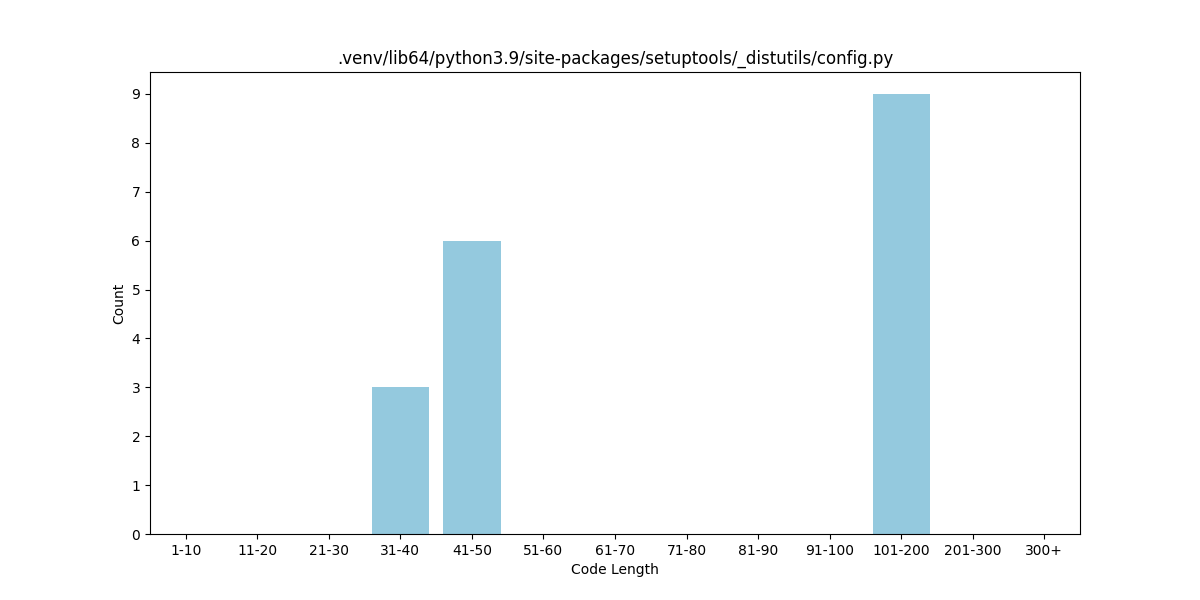 .venv/lib64/python3.9/site-packages/setuptools/_distutils/config.py
9
8
7
6
5
4
3
2
1
0
Count
1-10 11-20 21-30 31-40 41-50 51-60 61-70 71-80 81-90 91-100 101-200 201-300 300+
Code Length